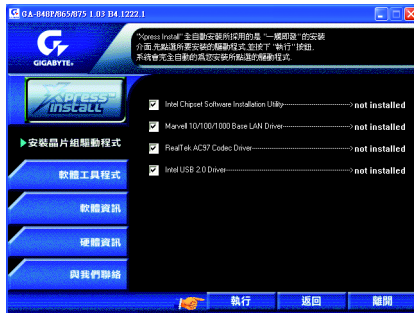 GA-848P/865/875 1.03 B4.1222.1
GIGABYTE™
"Xpress Install" 全自動安裝所採用的是 "一觸即發" 的安裝
介面.先點選所要安裝的驅動程式,並按下 "執行" 按鈕.
系統會完全自動的為您安裝所點選的驅動程式.
Xpress-
Install
Intel Chipset Software Installation Utility-----> not installed
Marvell 10/100/1000 Base LAN Driver-----> not installed
RealTek AC97 Codec Driver-----> not installed
Intel USB 2.0 Driver-----> not installed
安裝晶片組驅動程式
軟體工具程式
軟體資訊
硬體資訊
與我們聯絡
執行
返回
離開